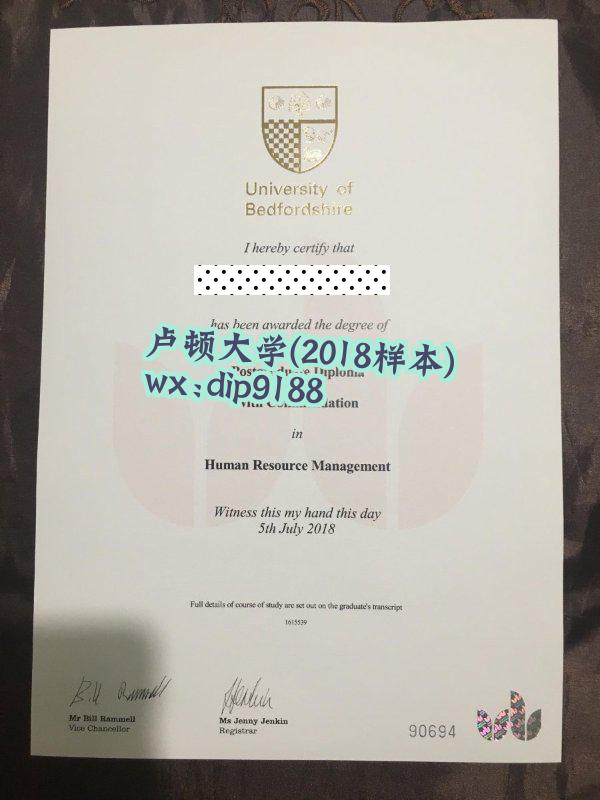 University of
Bedfordshire
I hereby certify that
has been awarded the degree of
卢顿大学(2018样本)
Diploma
wx:dip9188
in
Human Resource Management
Witness this my hand this day
5th July 2018
Full details of course of study are set out on the graduate's transcript
1615539
Bill Rammell
Mr Bill Rammell
Vice Chancellor
Ms Jenny Jenkin
Registrar
90694